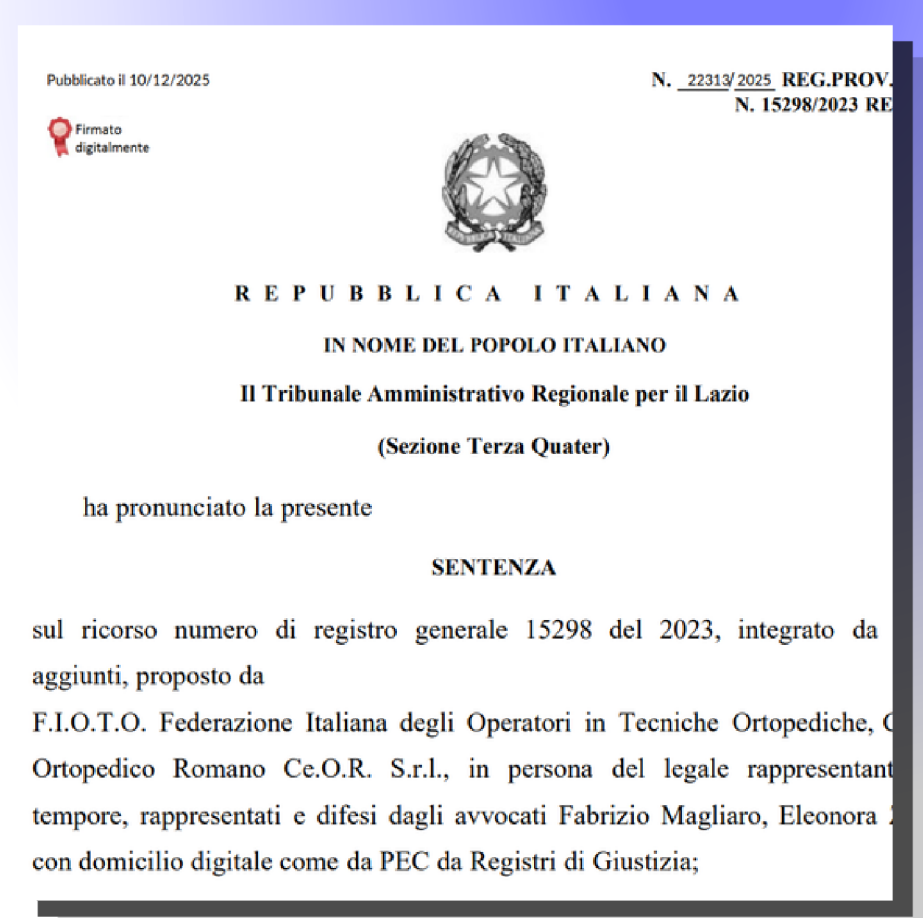 Pubblicato il 10/12/2025
N. 22313/2025 REG.PROV.
N. 15298/2023 RE
Firmato
digitalmente
REPUBBLICA ITALIANA
IN NOME DEL POPOLO ITALIANO
Il Tribunale Amministrativo Regionale per il Lazio
(Sezione Terza Quater)
ha pronunciato la presente
SENTENZA
sul ricorso numero di registro generale 15298 del 2023, integrato da
aggiunti, proposto da
F.I.O.T.O. Federazione Italiana degli Operatori in Tecniche Ortopediche,
Ortopedico Romano Ce.O.R. S.r.l., in persona del legale rappresentant
tempore, rappresentati e difesi dagli avvocati Fabrizio Magliaro, Eleonora
con domicilio digitale come da PEC da Registri di Giustizia;